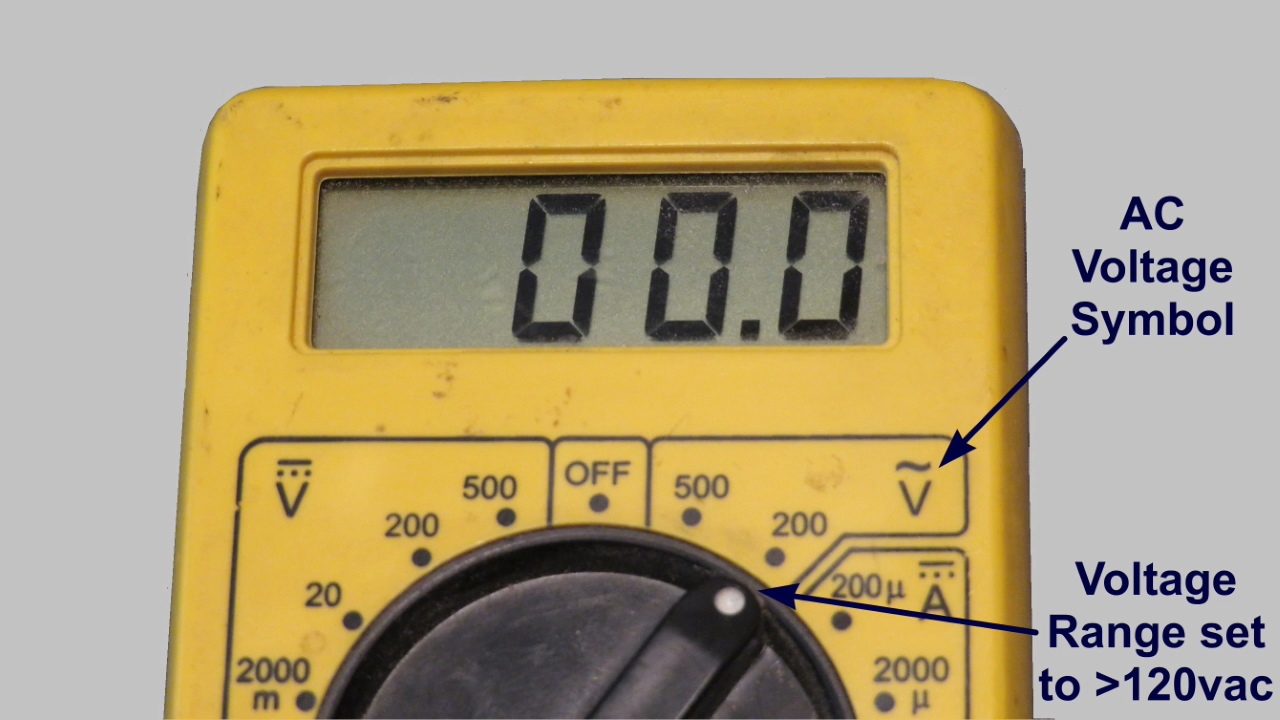 00.0
AC
Voltage
Symbol
V
500
OFF
500
V
200
200
20
200µ
A
2000
m
2000
µ
Voltage
Range set
to >120vac